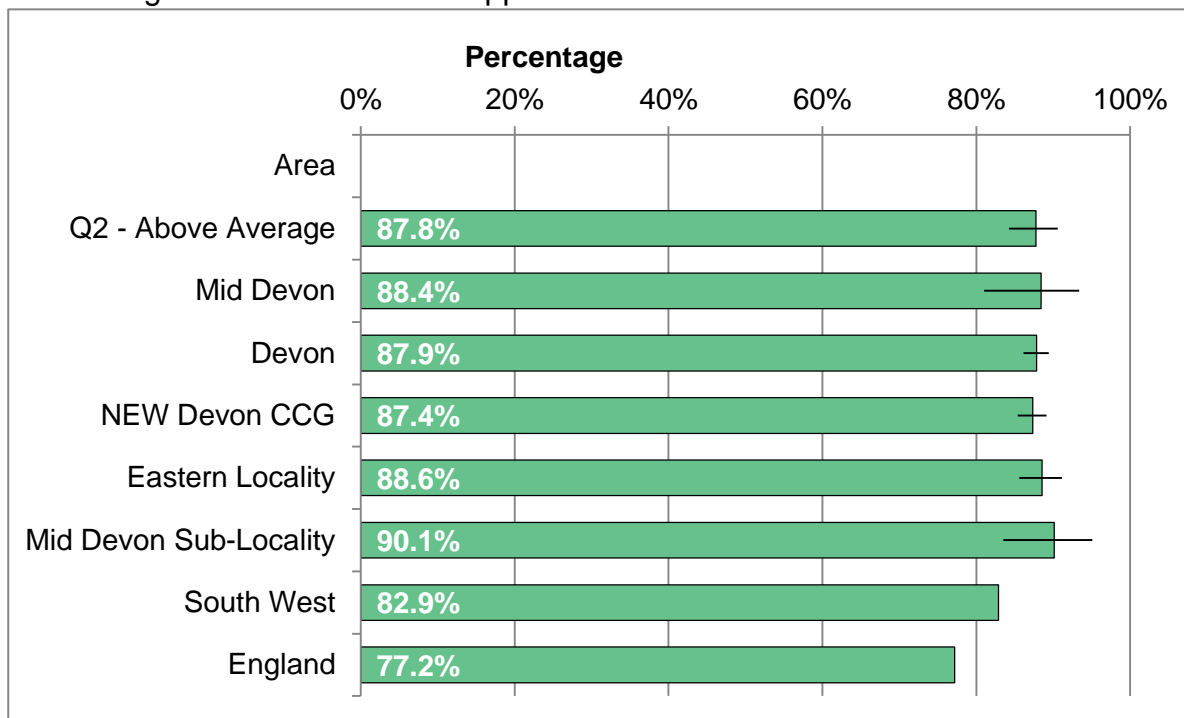 Percentage
0% 20% 40% 60% 80% 100%
Area
Q2 - Above Average 87.8%
Mid Devon 88.4%
Devon 87.9%
NEW Devon CCG 87.4%
Eastern Locality 88.6%
Mid Devon Sub-Locality 90.1%
South West 82.9%
England 77.2%